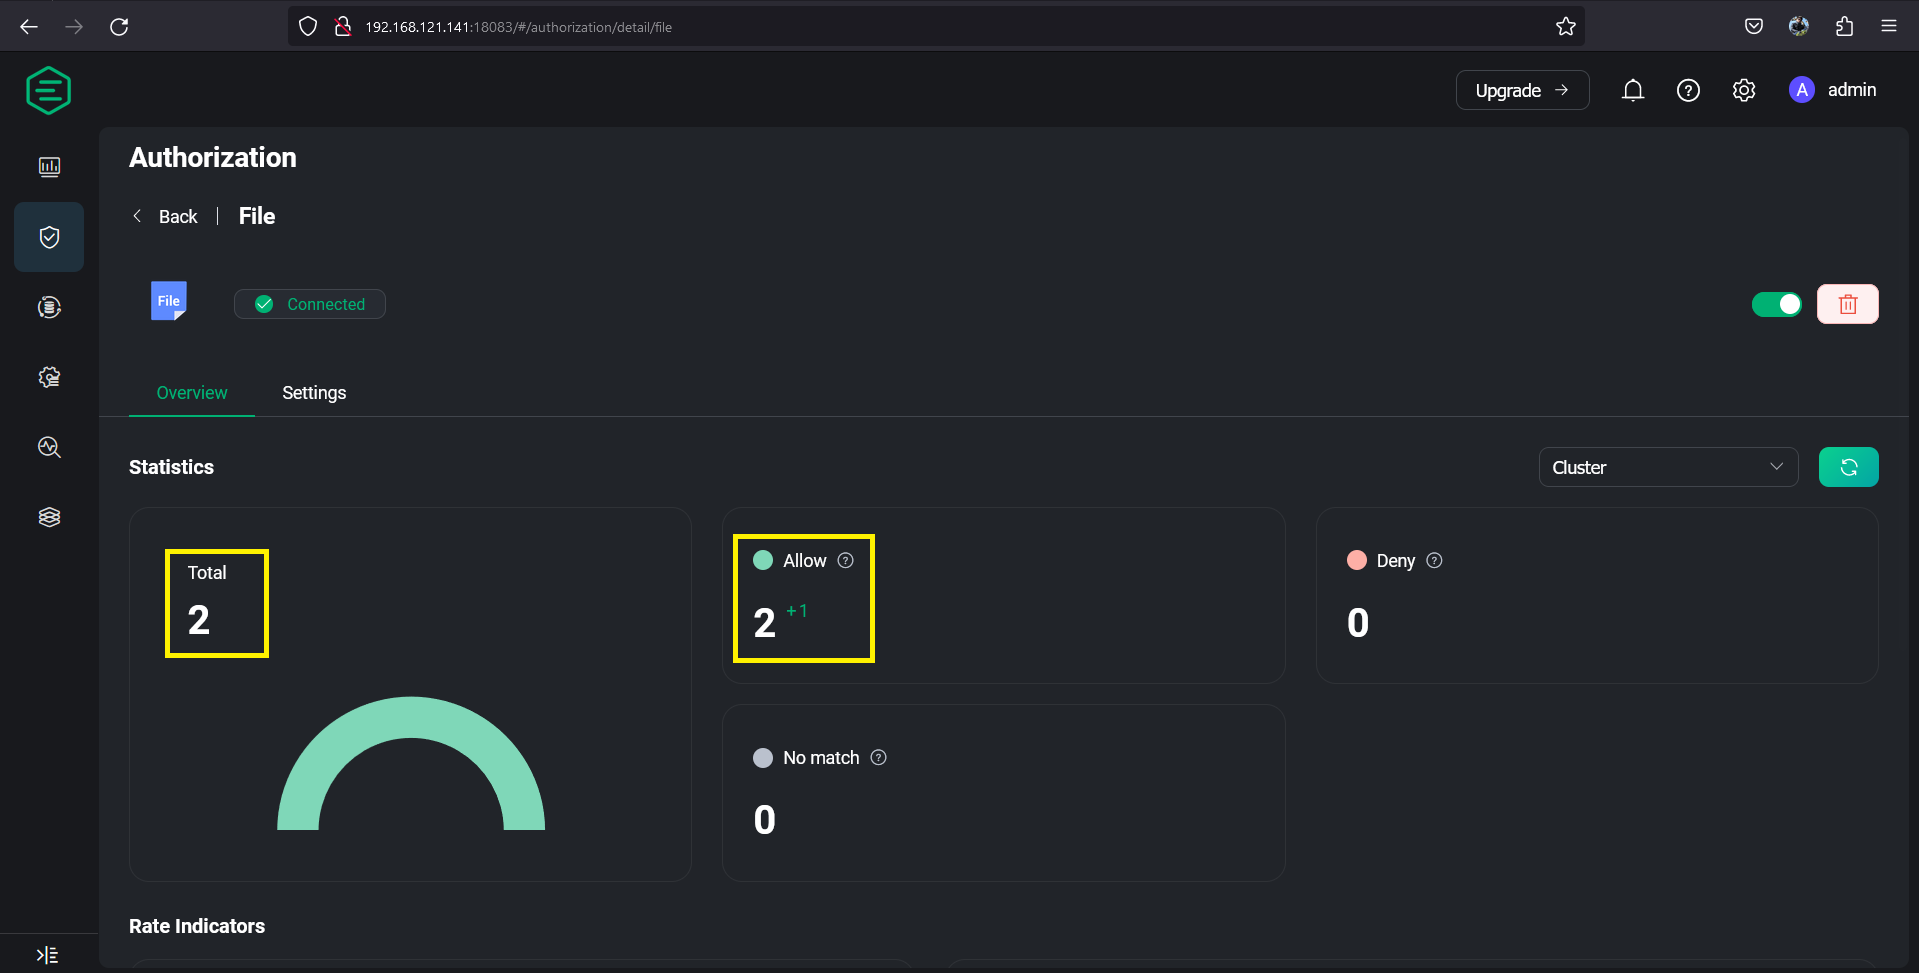 192.168.121.141:18083/#/authorization/detail/file
Upgrade →
A admin
Authorization
Back | File
File Connected
Overview Settings
Statistics
Cluster
Total
2
Allow ?
2 +1
Deny ?
0
No match ?
0
Rate Indicators